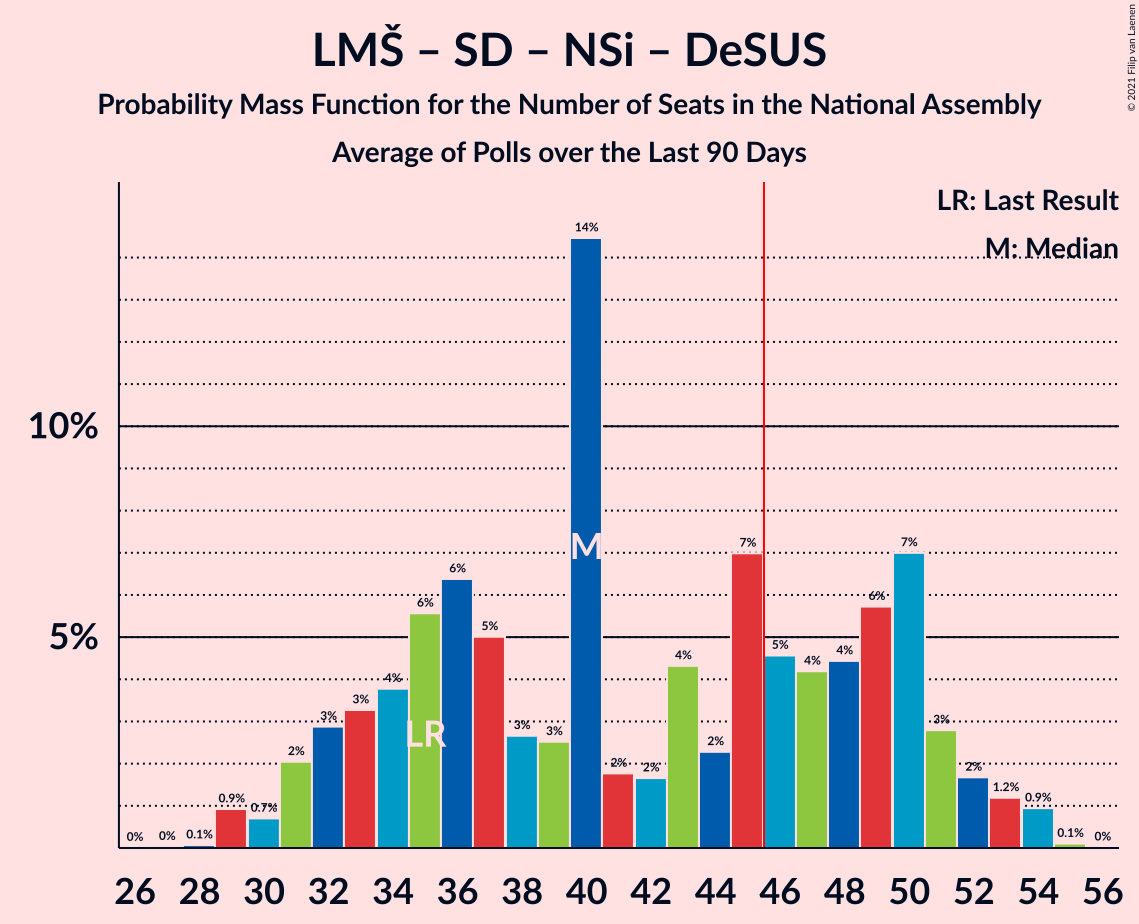 LMŠ – SD – NSi – DeSUS
Probability Mass Function for the Number of Seats in the National Assembly
Average of Polls over the Last 90 Days
© 2021 Filip van Laenen
LR: Last Result
M: Median
10%
5%
0% 0% 0.1% 0.9% 0.7% 2% 3% 3% 4% 6% 6% 5% 3% 3% 14% 2% 2% 4% 2% 7% 5% 4% 4% 6% 7% 3% 2% 1.2% 0.9% 0.1% 0%
LR
M
26 28 30 32 34 36 38 40 42 44 46 48 50 52 54 56